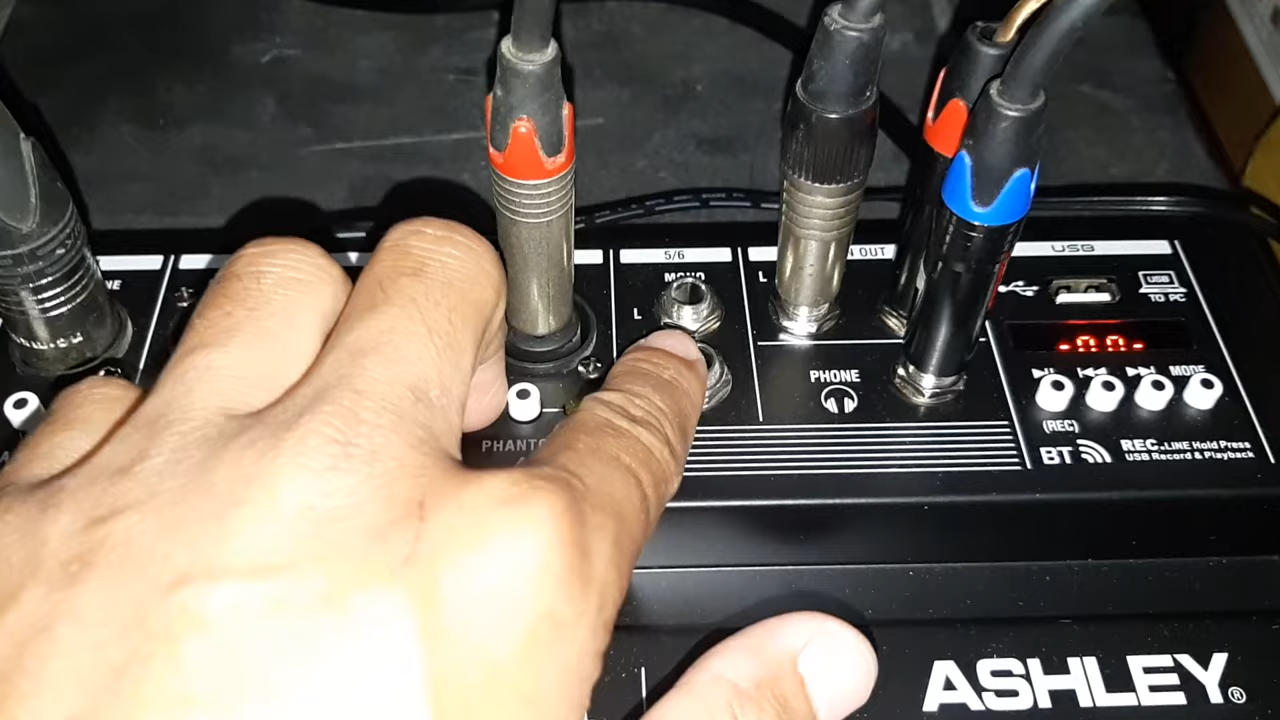 5/6
MONO
L
L
N OUT
USB
TO PC
-00-
PHONE
MODE
(REC)
BT
REC.LINE Hold Press
USB Record & Playback
PHANTO
ASHLEY®